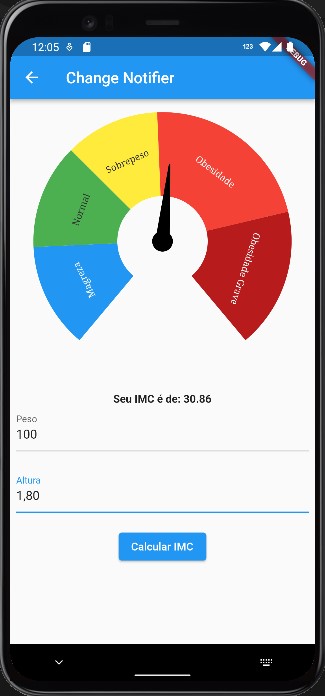 12:05
123
DEBUG
Change Notifier
Magreza
Normal
Sobrepeso
Obesidade
Obesidade Grave
Seu IMC é de: 30.86
Peso
100
Altura
1,80
Calcular IMC